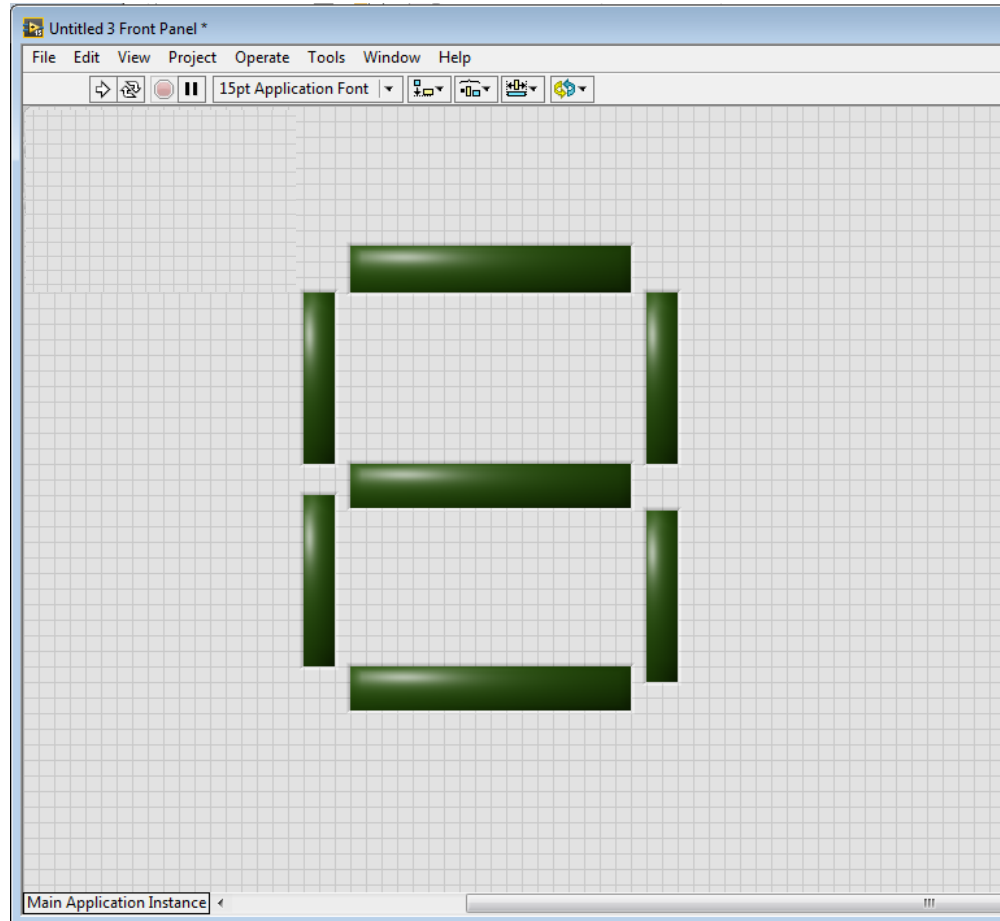 Untitled 3 Front Panel *
File Edit View Project Operate Tools Window Help
15pt Application Font
Main Application Instance